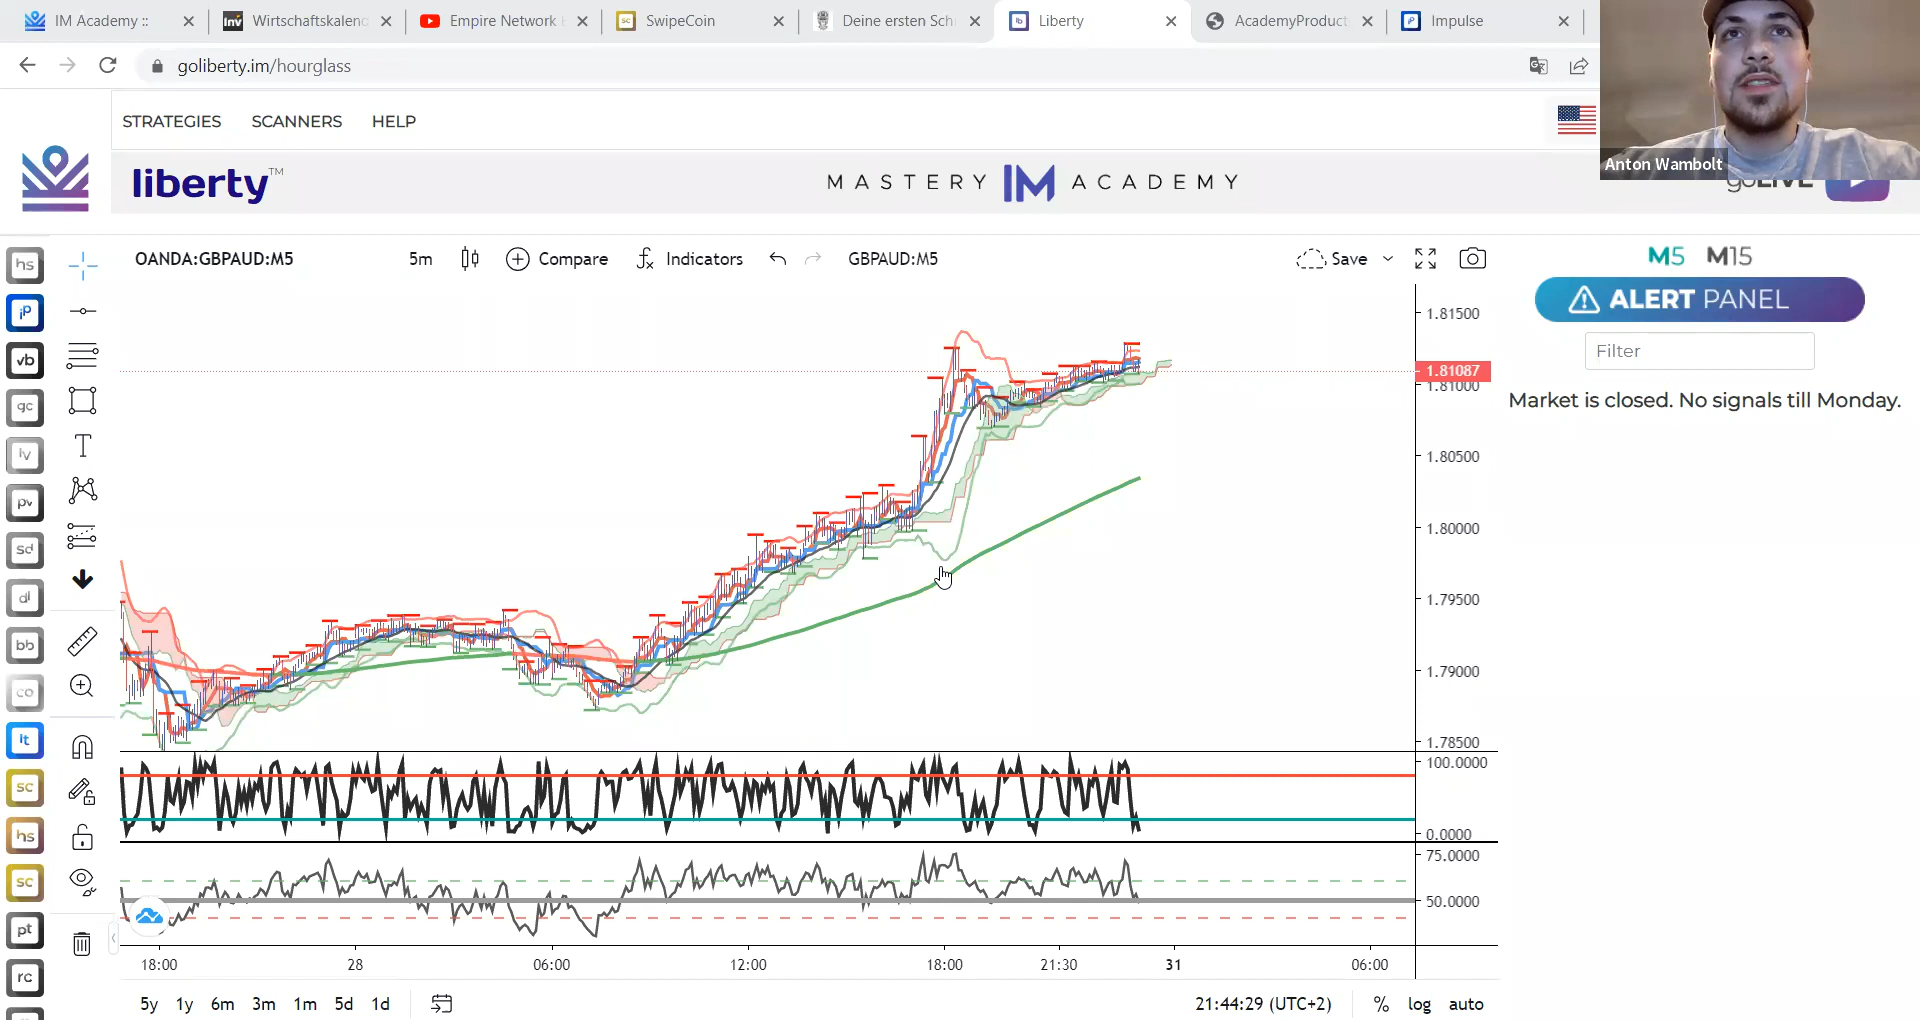 IM Academy ::
Wirtschaftskalend
Empire Network
SwipeCoin
Deine ersten Schr
Liberty
AcademyProduct
Impulse
goliberty.im/hourglass
STRATEGIES SCANNERS HELP
liberty™
MASTERY IM ACADEMY
goLIVE
Anton Wambolt
OANDA:GBPAUD:M5
5m
Compare
Indicators
GBPAUD:M5
Save
M5 M15
ALERT PANEL
Filter
Market is closed. No signals till Monday.
hs
iP
vb
gc
lv
pv
sd
dl
bb
co
lt
sc
hs
sc
pt
rc
T
1.81500
1.81087
1.81000
1.80500
1.80000
1.79500
1.79000
1.78500
100.0000
0.0000
75.0000
50.0000
18:00 28 06:00 12:00 18:00 21:30 31 06:00
5y 1y 6m 3m 1m 5d 1d
21:44:29 (UTC+2)
% log auto